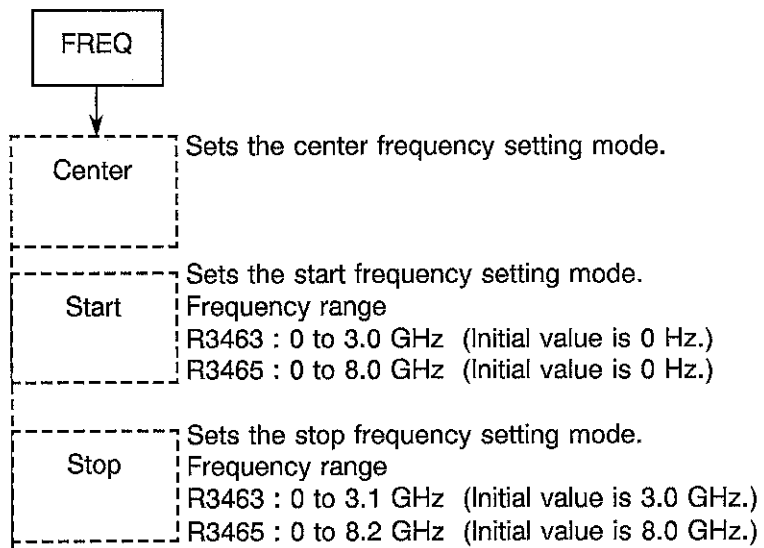 FREQ
Center
Sets the center frequency setting mode.
Start
Sets the start frequency setting mode.
Frequency range
R3463 : 0 to 3.0 GHz (Initial value is 0 Hz.)
R3465 : 0 to 8.0 GHz (Initial value is 0 Hz.)
Stop
Sets the stop frequency setting mode.
Frequency range
R3463 : 0 to 3.1 GHz (Initial value is 3.0 GHz.)
R3465 : 0 to 8.2 GHz (Initial value is 8.0 GHz.)